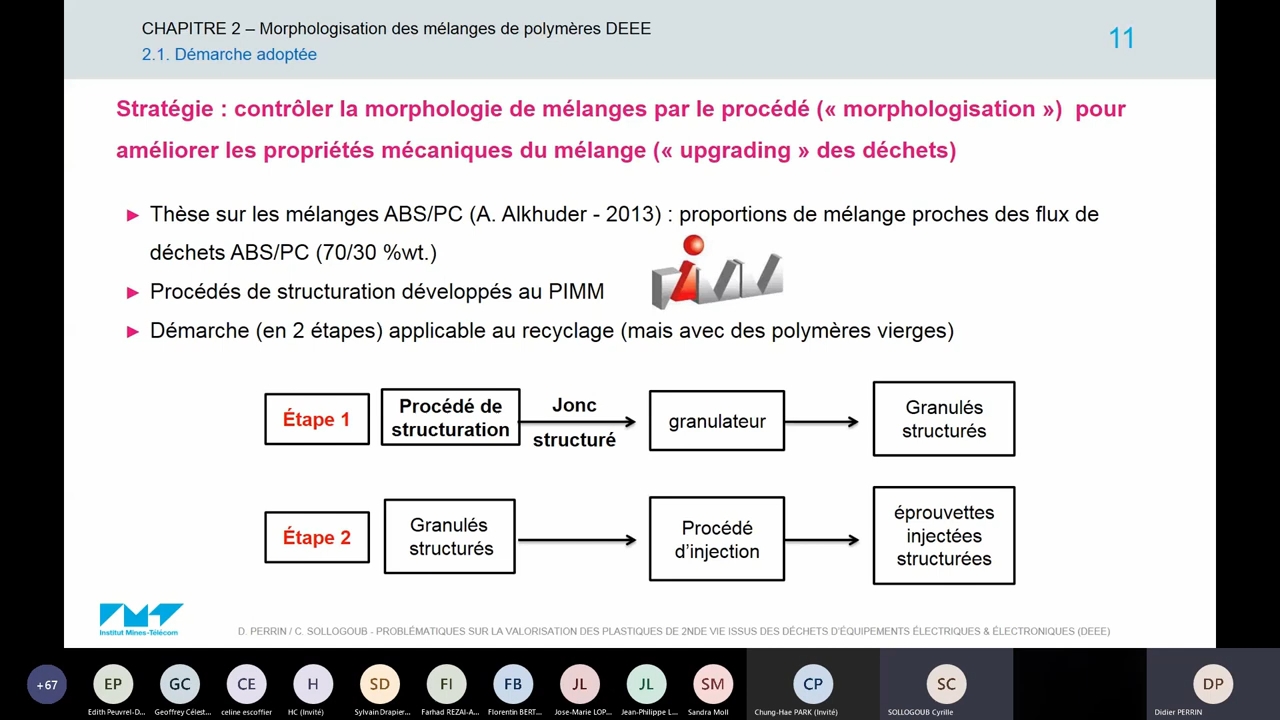 CHAPITRE 2 – Morphologisation des mélanges de polymères DEEE
2.1. Démarche adoptée
11
Stratégie : contrôler la morphologie de mélanges par le procédé (« morphologisation ») pour
améliorer les propriétés mécaniques du mélange (« upgrading » des déchets)
► Thèse sur les mélanges ABS/PC (A. Alkhuder - 2013) : proportions de mélange proches des flux de
déchets ABS/PC (70/30 %wt.)
► Procédés de structuration développés au PIMM
► Démarche (en 2 étapes) applicable au recyclage (mais avec des polymères vierges)
Étape 1
Procédé de
structuration
Jonc
structuré
granulateur
Granulés
structurés
Étape 2
Granulés
structurés
Procédé
d'injection
éprouvettes
injectées
structurées
Institut Mines-Télécom
D. PERRIN / C. SOLLOGOUB - PROBLÉMATIQUES SUR LA VALORISATION DES PLASTIQUES DE 2NDE VIE ISSUS DES DÉCHETS D'ÉQUIPEMENTS ÉLECTRIQUES & ÉLECTRONIQUES (DEEE)
+67
EP
GC
CE
H
SD
FI
FB
JL
JL
SM
CP
SC
DP
Edith Peuvrel-D...
Geoffrey Célest...
celine escoffier
HC (Invité)
Sylvain Drapier...
Farhad REZAI-A...
Florentin BERT...
Jose-Marie LOP...
Jean-Philippe L...
Sandra Moll
Chung-Hae PARK (Invité)
SOLLOGOUB Cyrille
Didier PERRIN